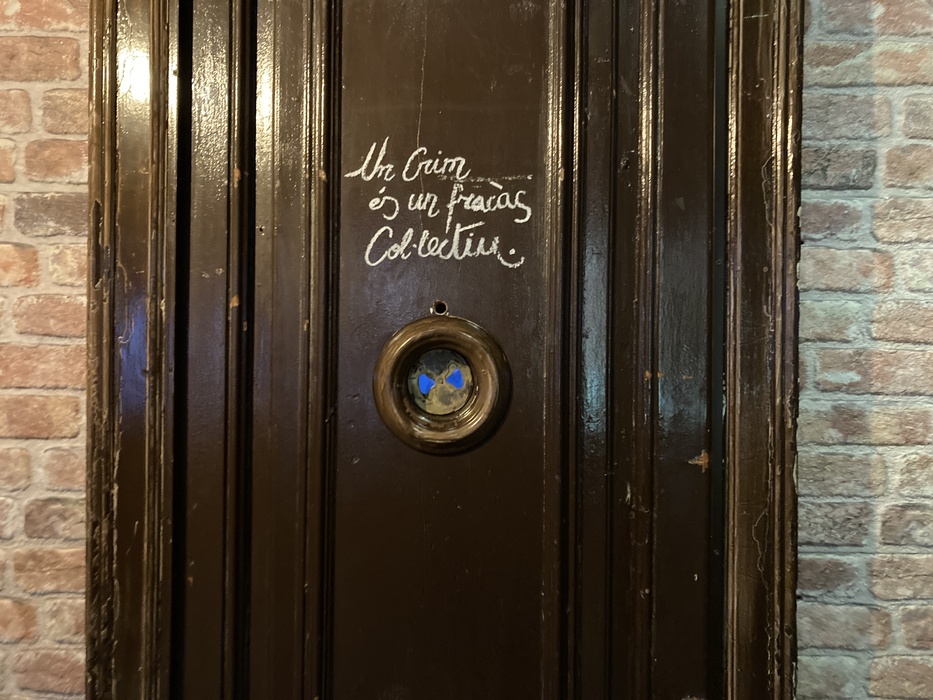 Un Crim
és un fracàs
Col·lectiu.